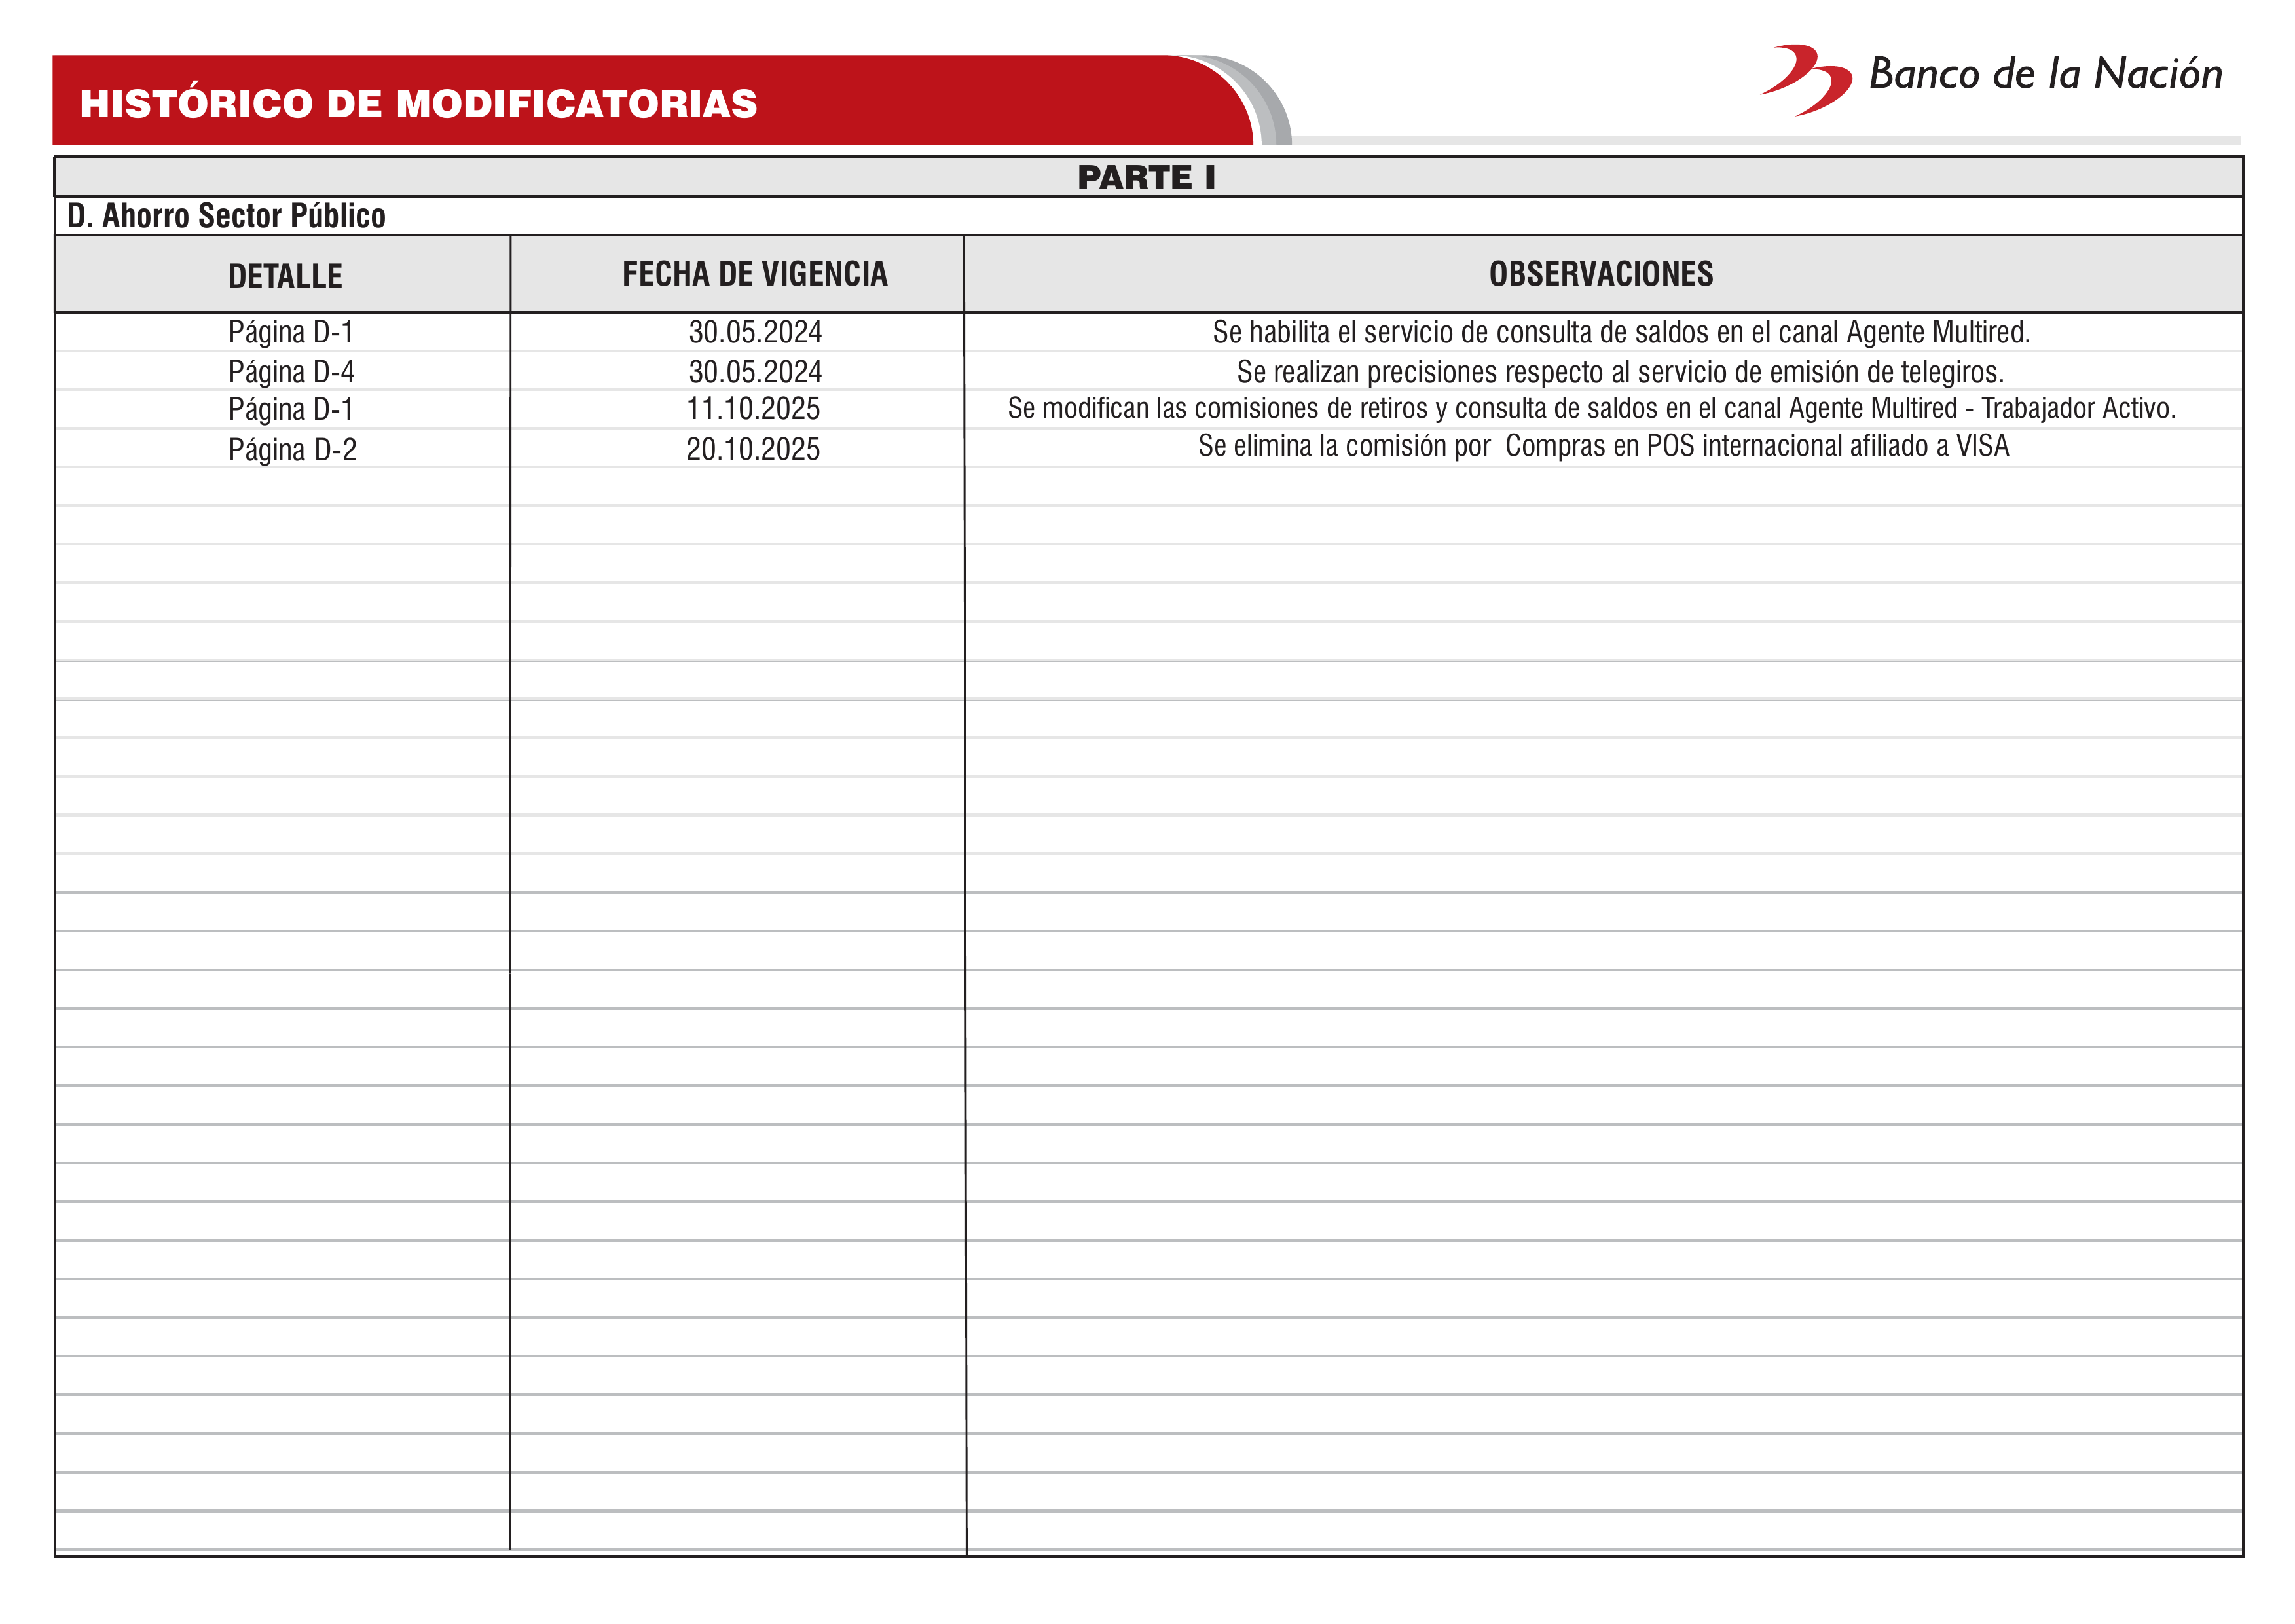 HISTÓRICO DE MODIFICATORIAS
Banco de la Nación
PARTE I
D. Ahorro Sector Público
DETALLE FECHA DE VIGENCIA OBSERVACIONES
Página D-1 30.05.2024 Se habilita el servicio de consulta de saldos en el canal Agente Multired.
Página D-4 30.05.2024 Se realizan precisiones respecto al servicio de emisión de telegiros.
Página D-1 11.10.2025 Se modifican las comisiones de retiros y consulta de saldos en el canal Agente Multired - Trabajador Activo.
Página D-2 20.10.2025 Se elimina la comisión por  Compras en POS internacional afiliado a VISA